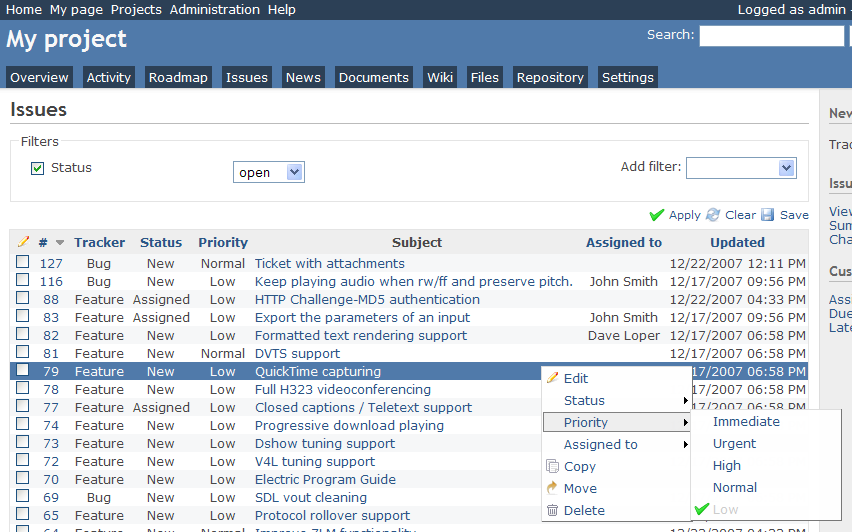 Home My page Projects Administration Help Logged as admin
My project Search:
Overview Activity Roadmap Issues News Documents Wiki Files Repository Settings
Issues
Filters
Status open Add filter:
Apply Clear Save
# Tracker Status Priority Subject Assigned to Updated
127 Bug New Normal Ticket with attachments 12/22/2007 12:11 PM
116 Bug New Low Keep playing audio when rw/ff and preserve pitch. John Smith 12/17/2007 09:56 PM
88 Feature Assigned Low HTTP Challenge-MD5 authentication 12/22/2007 04:33 PM
83 Feature Assigned Low Export the parameters of an input John Smith 12/17/2007 09:56 PM
82 Feature New Low Formatted text rendering support Dave Loper 12/17/2007 06:58 PM
81 Feature New Normal DVTS support 12/17/2007 06:58 PM
79 Feature New Low QuickTime capturing 17/2007 06:58 PM
78 Feature New Low Full H323 videoconferencing 17/2007 06:58 PM
77 Feature Assigned Low Closed captions / Teletext support 17/2007 06:58 PM
74 Feature New Low Progressive download playing
73 Feature New Low Dshow tuning support
72 Feature New Low V4L tuning support
70 Feature New Low Electric Program Guide
69 Bug New Low SDL vout cleaning
65 Feature New Low Protocol rollover support
Edit
Status
Priority
Assigned to
Copy
Move
Delete
Immediate
Urgent
High
Normal
Low
New
Trac
Issu
View
Sum
Cha
Cus
Assi
Due
Late